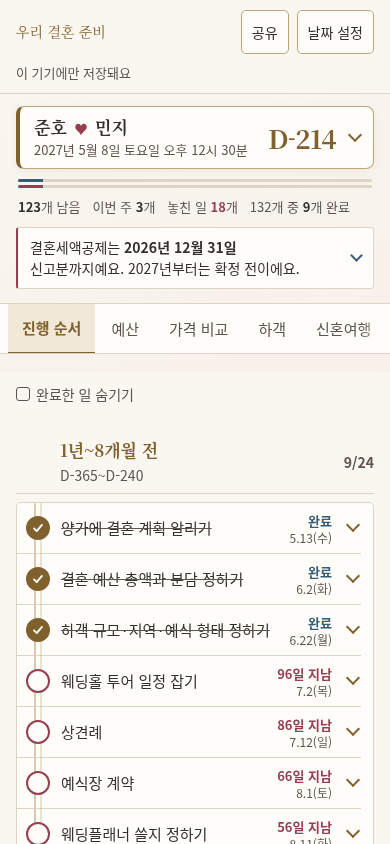 우리 결혼 준비
공유
날짜 설정
이 기기에만 저장돼요
준호 ♥ 민지
2027년 5월 8일 토요일 오후 12시 30분
D-214
123개 남음 이번 주 3개 놓친 일 18개 132개 중 9개 완료
결혼세액공제는 2026년 12월 31일
신고분까지예요. 2027년부터는 확정 전이에요.
진행 순서 예산 가격 비교 하객 신혼여행
완료한 일 숨기기
1년~8개월 전
D-365~D-240
9/24
양가에 결혼 계획 알리기
완료
5.13(수)
결혼 예산 총액과 분담 정하기
완료
6.2(화)
하객 규모·지역·예식 형태 정하기
완료
6.22(월)
웨딩홀 투어 일정 잡기
96일 지남
7.2(목)
상견례
86일 지남
7.12(일)
예식장 계약
66일 지남
8.1(토)
웨딩플래너 쓸지 정하기
56일 지남
8.11(화)